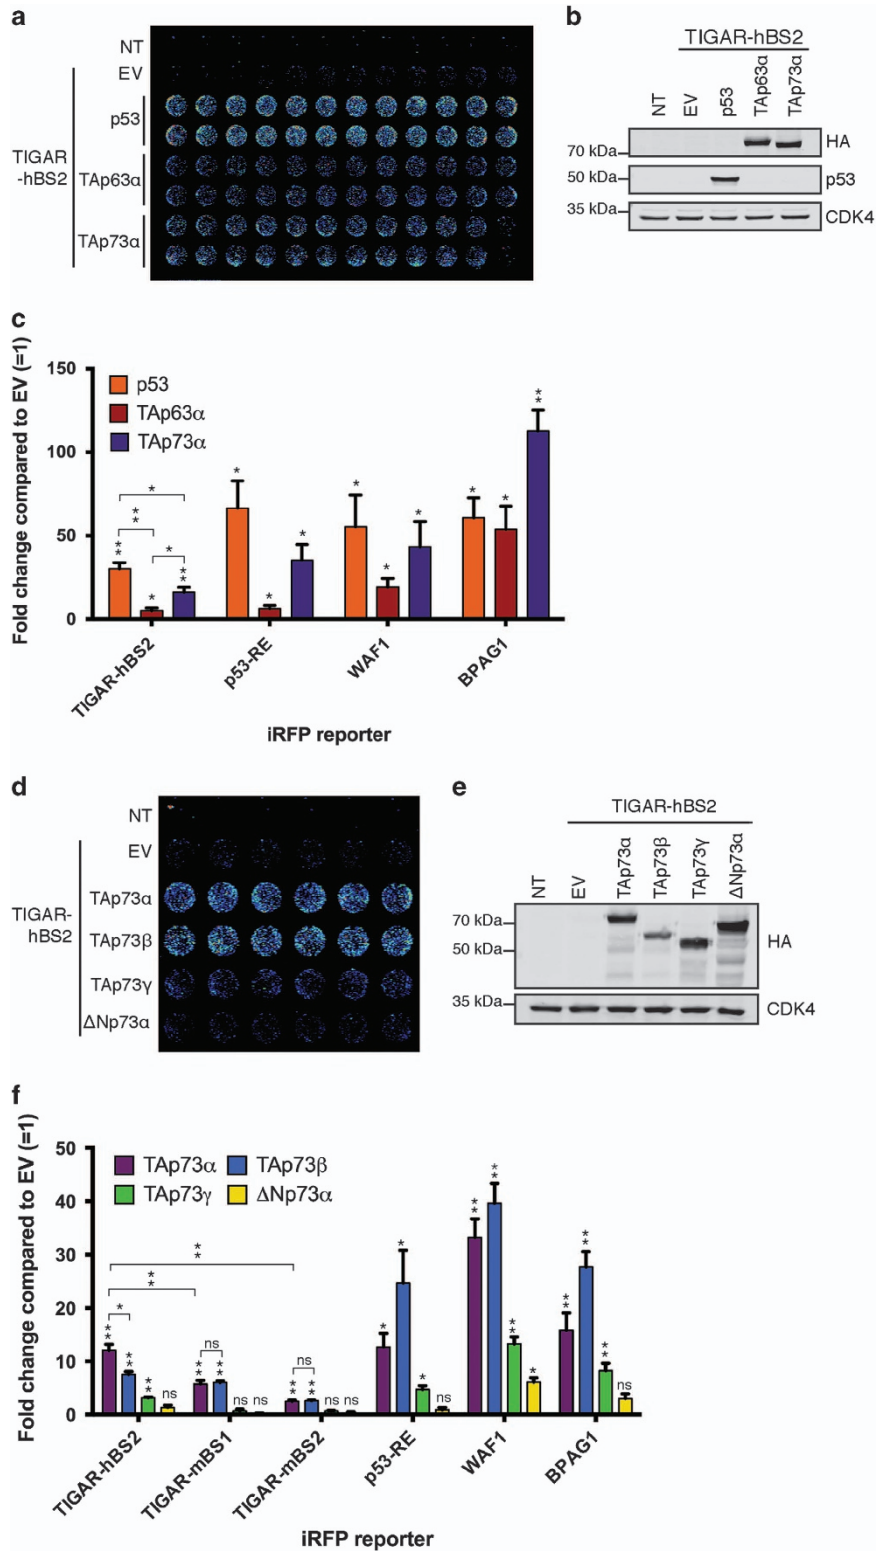 a
NT
EV
p53
TIGAR
-hBS2
TAp63α
TAp73α
b
TIGAR-hBS2
NT
EV
p53
TAp63α
TAp73α
70 kDa
HA
50 kDa
p53
35 kDa
CDK4
c
Fold change compared to EV (=1)
150
100
50
0
p53
TAp63α
TAp73α
*
* *
*
* *
*
* *
*
*
*
*
*
*
*
*
* *
TIGAR-hBS2
p53-RE
WAF1
BPAG1
iRFP reporter
d
NT
EV
TAp73α
TIGAR-
hBS2
TAp73β
TAp73γ
ΔNp73α
e
TIGAR-hBS2
NT
EV
TAp73α
TAp73β
TAp73γ
ΔNp73α
70 kDa
50 kDa
HA
35 kDa
CDK4
f
Fold change compared to EV (=1)
50
40
30
20
10
0
TAp73α
TAp73β
TAp73γ
ΔNp73α
* *
* *
*
* *
* *
* *
ns
ns
* *
* *
ns
ns
ns
* *
* *
ns
ns
*
*
*
ns
* *
* *
* *
*
* *
* *
* *
ns
TIGAR-hBS2
TIGAR-mBS1
TIGAR-mBS2
p53-RE
WAF1
BPAG1
iRFP reporter